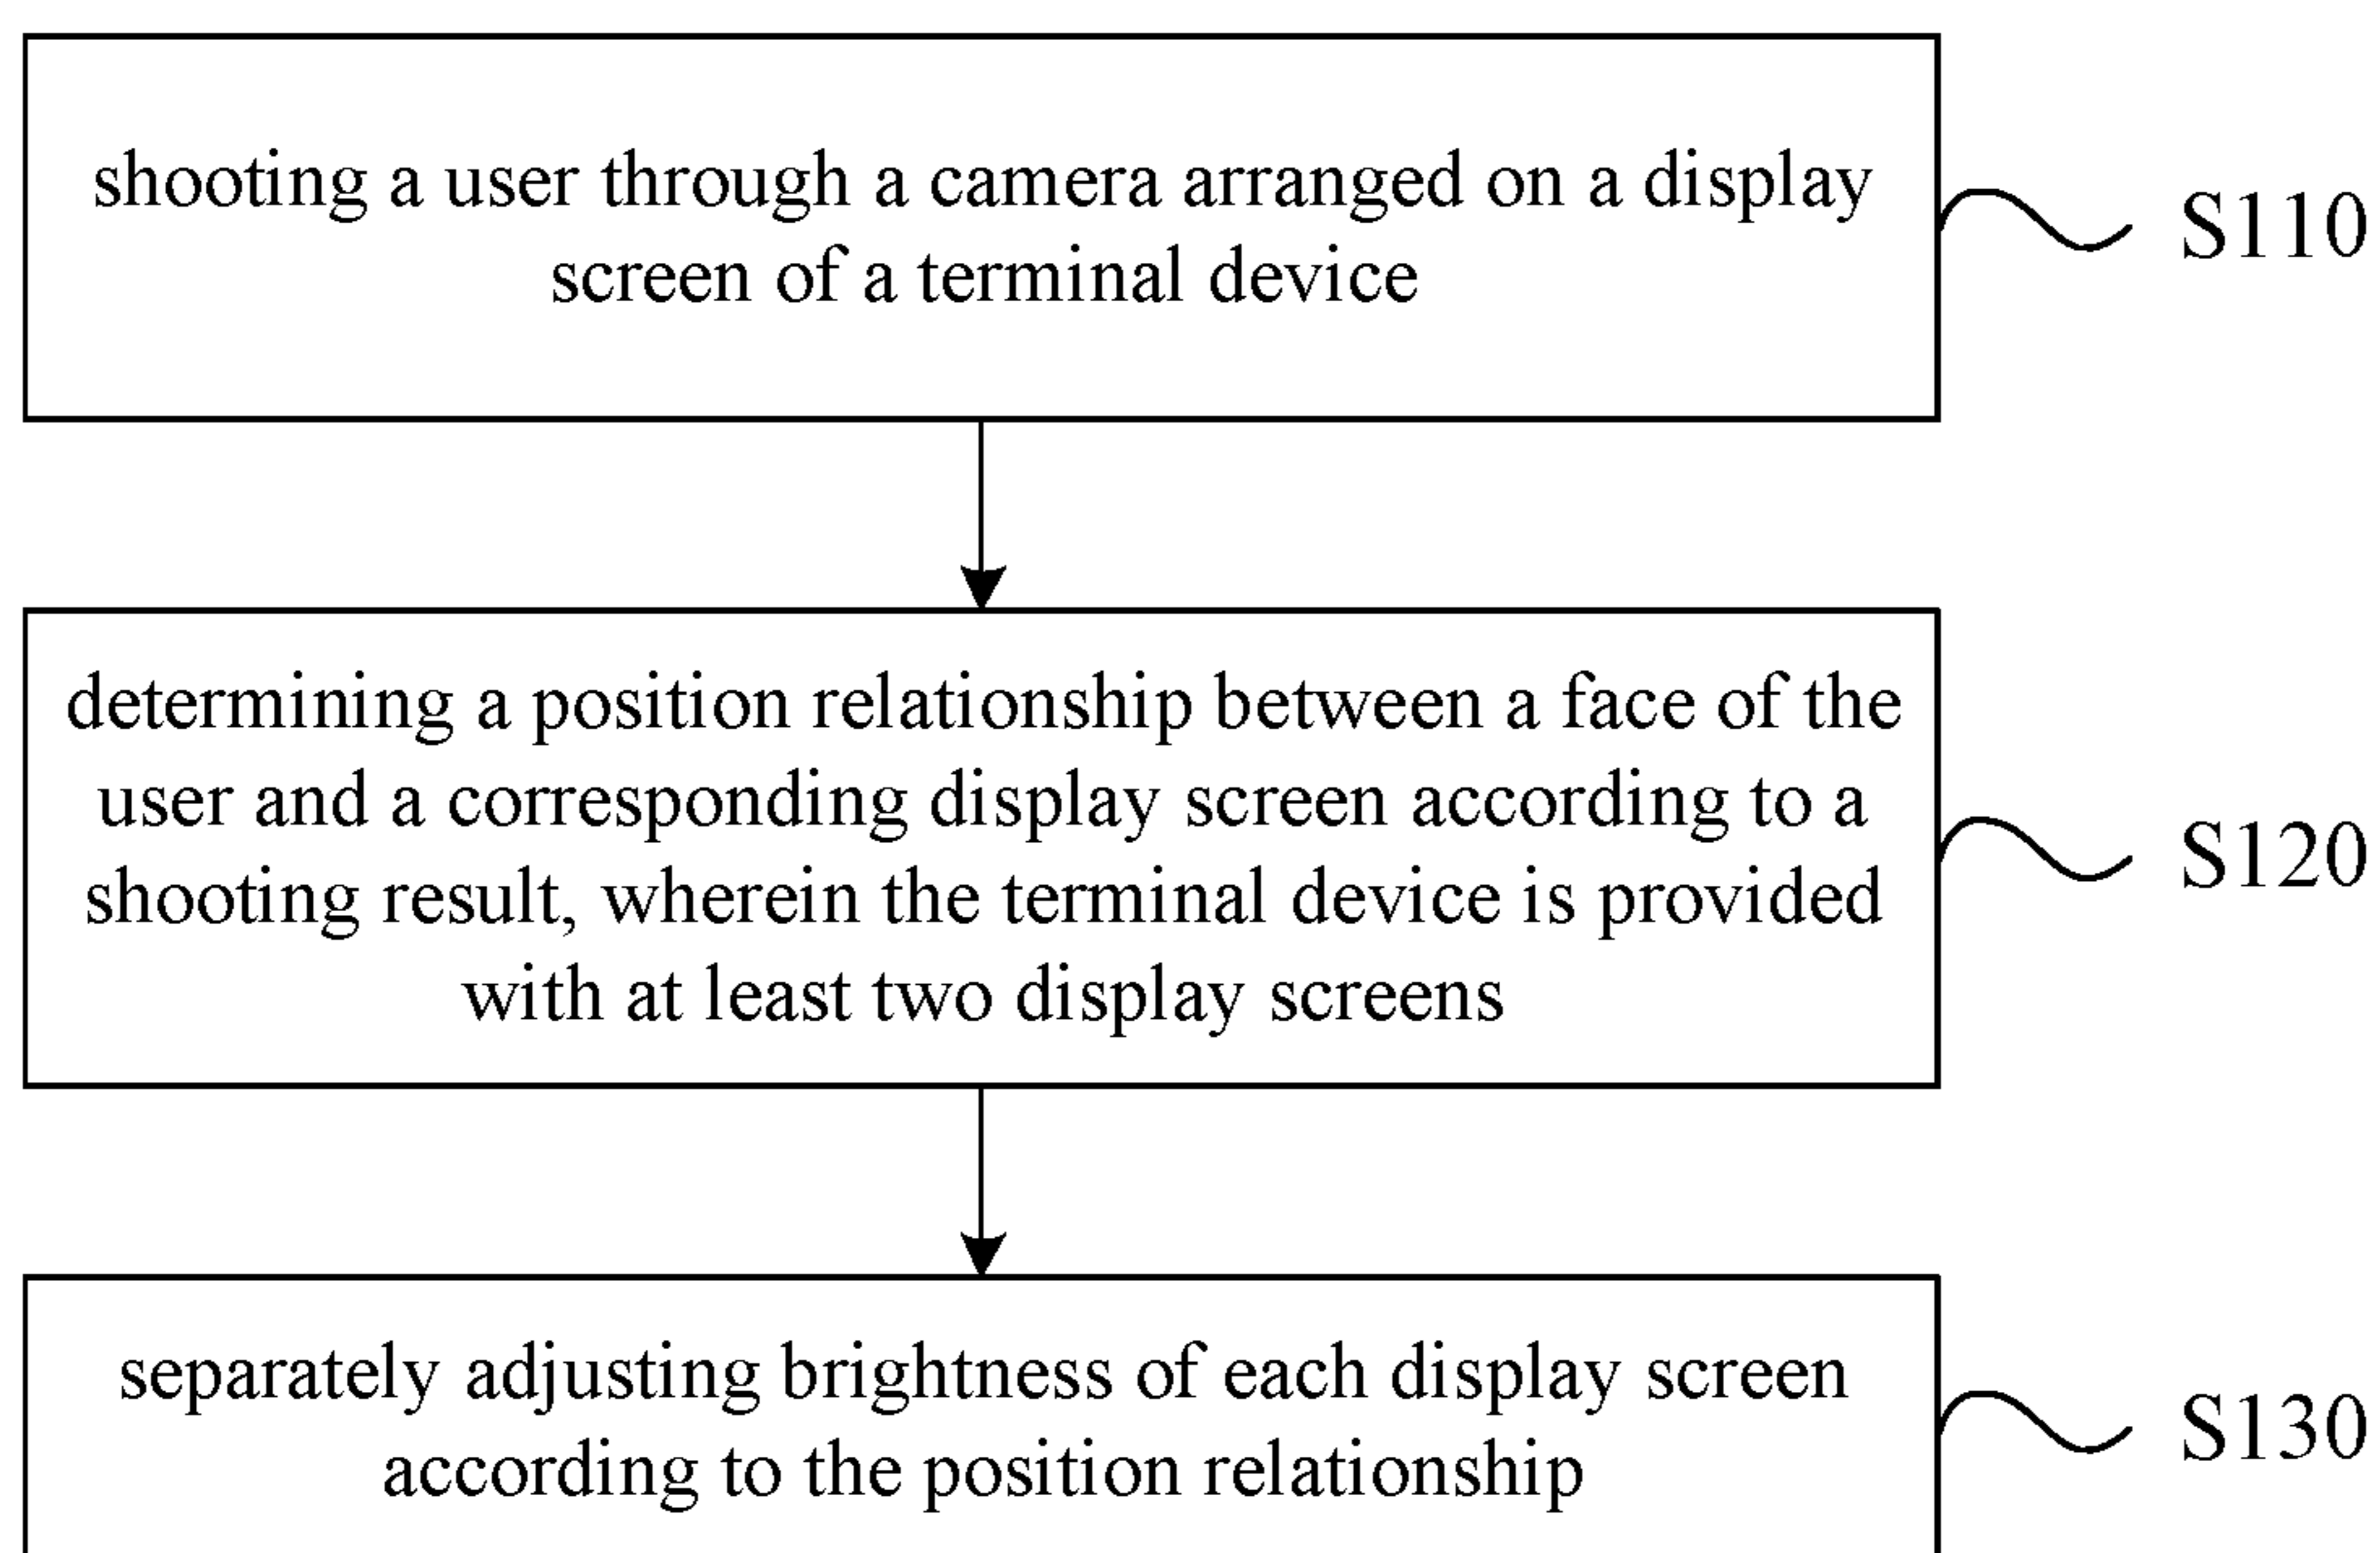 shooting a user through a camera arranged on a display
screen of a terminal device
S110
determining a position relationship between a face of the
user and a corresponding display screen according to a
shooting result, wherein the terminal device is provided
with at least two display screens
S120
separately adjusting brightness of each display screen
according to the position relationship
S130